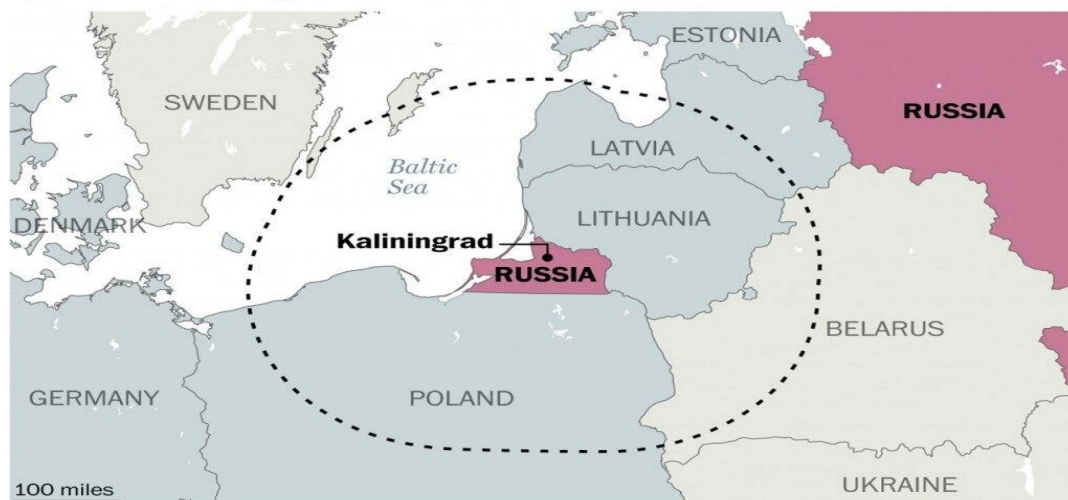 ESTONIA
SWEDEN
RUSSIA
LATVIA
Baltic
Sea
LITHUANIA
DENMARK
Kaliningrad
RUSSIA
BELARUS
GERMANY
POLAND
UKRAINE
100 miles